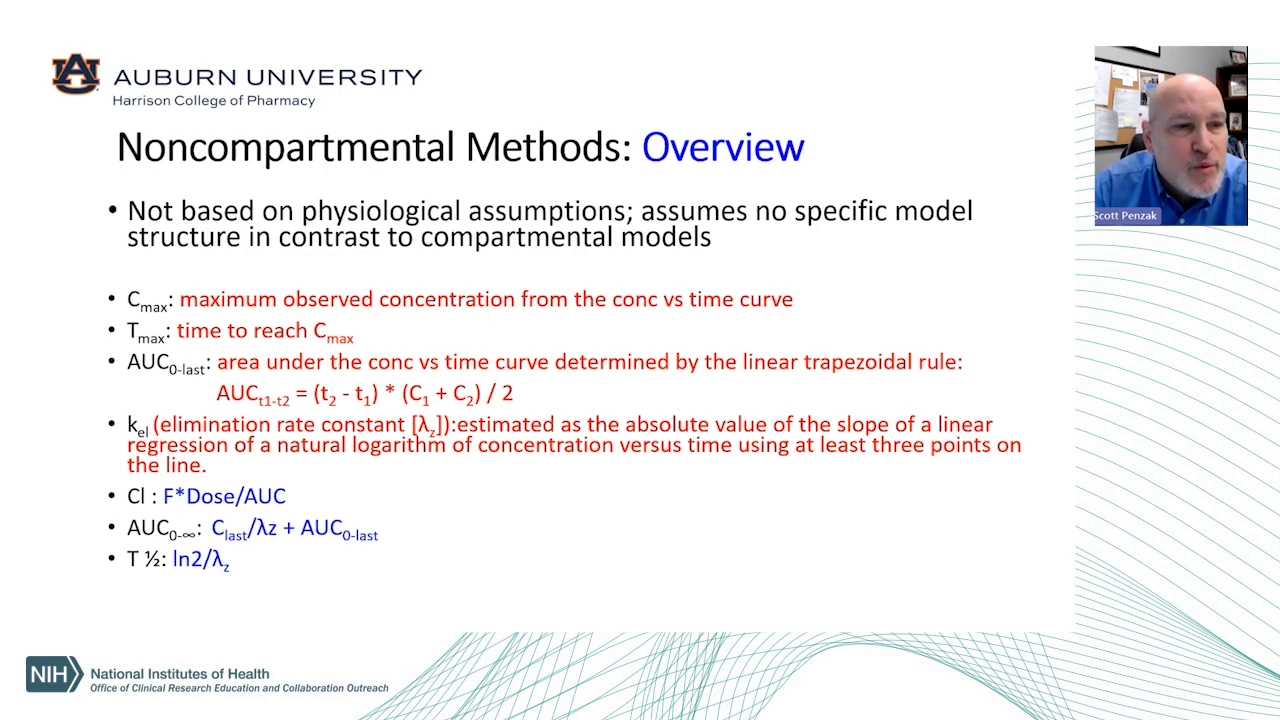 AUBURN UNIVERSITY
Harrison College of Pharmacy
Noncompartmental Methods: Overview
• Not based on physiological assumptions; assumes no specific model
structure in contrast to compartmental models
• Cmax: maximum observed concentration from the conc vs time curve
• Tmax: time to reach Cmax
• AUC0-last: area under the conc vs time curve determined by the linear trapezoidal rule:
AUCt1-t2 = (t2 - t1) * (C1 + C2) / 2
• kel (elimination rate constant [λz]):estimated as the absolute value of the slope of a linear
regression of a natural logarithm of concentration versus time using at least three points on
the line.
• Cl : F*Dose/AUC
• AUC0-∞: Clast/λz + AUC0-last
• T ½: ln2/λz
Scott Penzak
NIH
National Institutes of Health
Office of Clinical Research Education and Collaboration Outreach